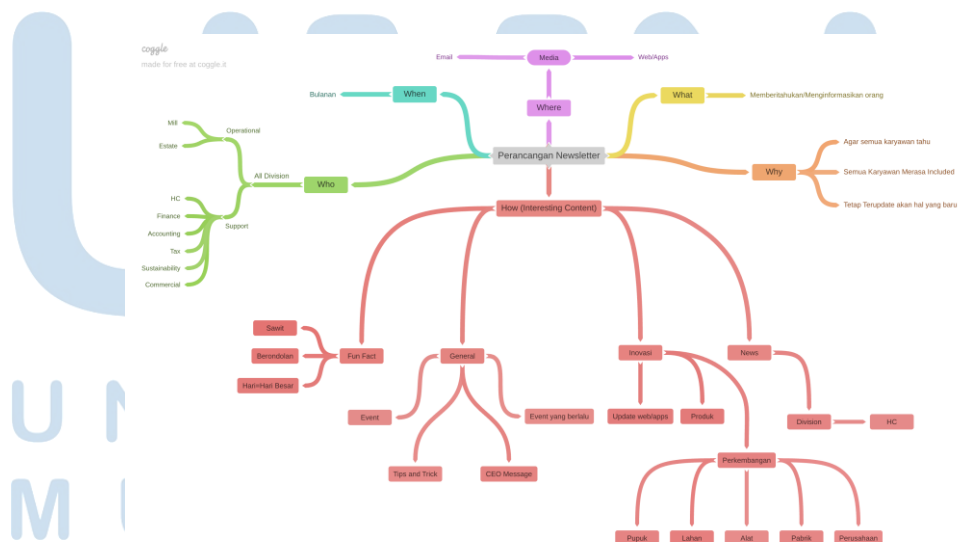 coggle
made for free at coggle.it
Email
Media
Web/Apps
Bulanan
When
Where
What
Memberitahukan/Menginformasikan orang
Mill
Operational
Estate
Perancangan Newsletter
Agar semua karyawan tahu
All Division
Who
Why
Semua Karyawan Merasa Included
HC
Finance
Support
Accounting
Tax
Sustainability
Commercial
Tetap Terupdate akan hal yang baru
How (Interesting Content)
Sawit
Berondolan
Hari=Hari Besar
Fun Fact
General
Inovasi
News
Event
Event yang berlalu
Update web/apps
Produk
Division
HC
Tips and Trick
CEO Message
Perkembangan
Pupuk
Lahan
Alat
Pabrik
Perusahaan
U N
M